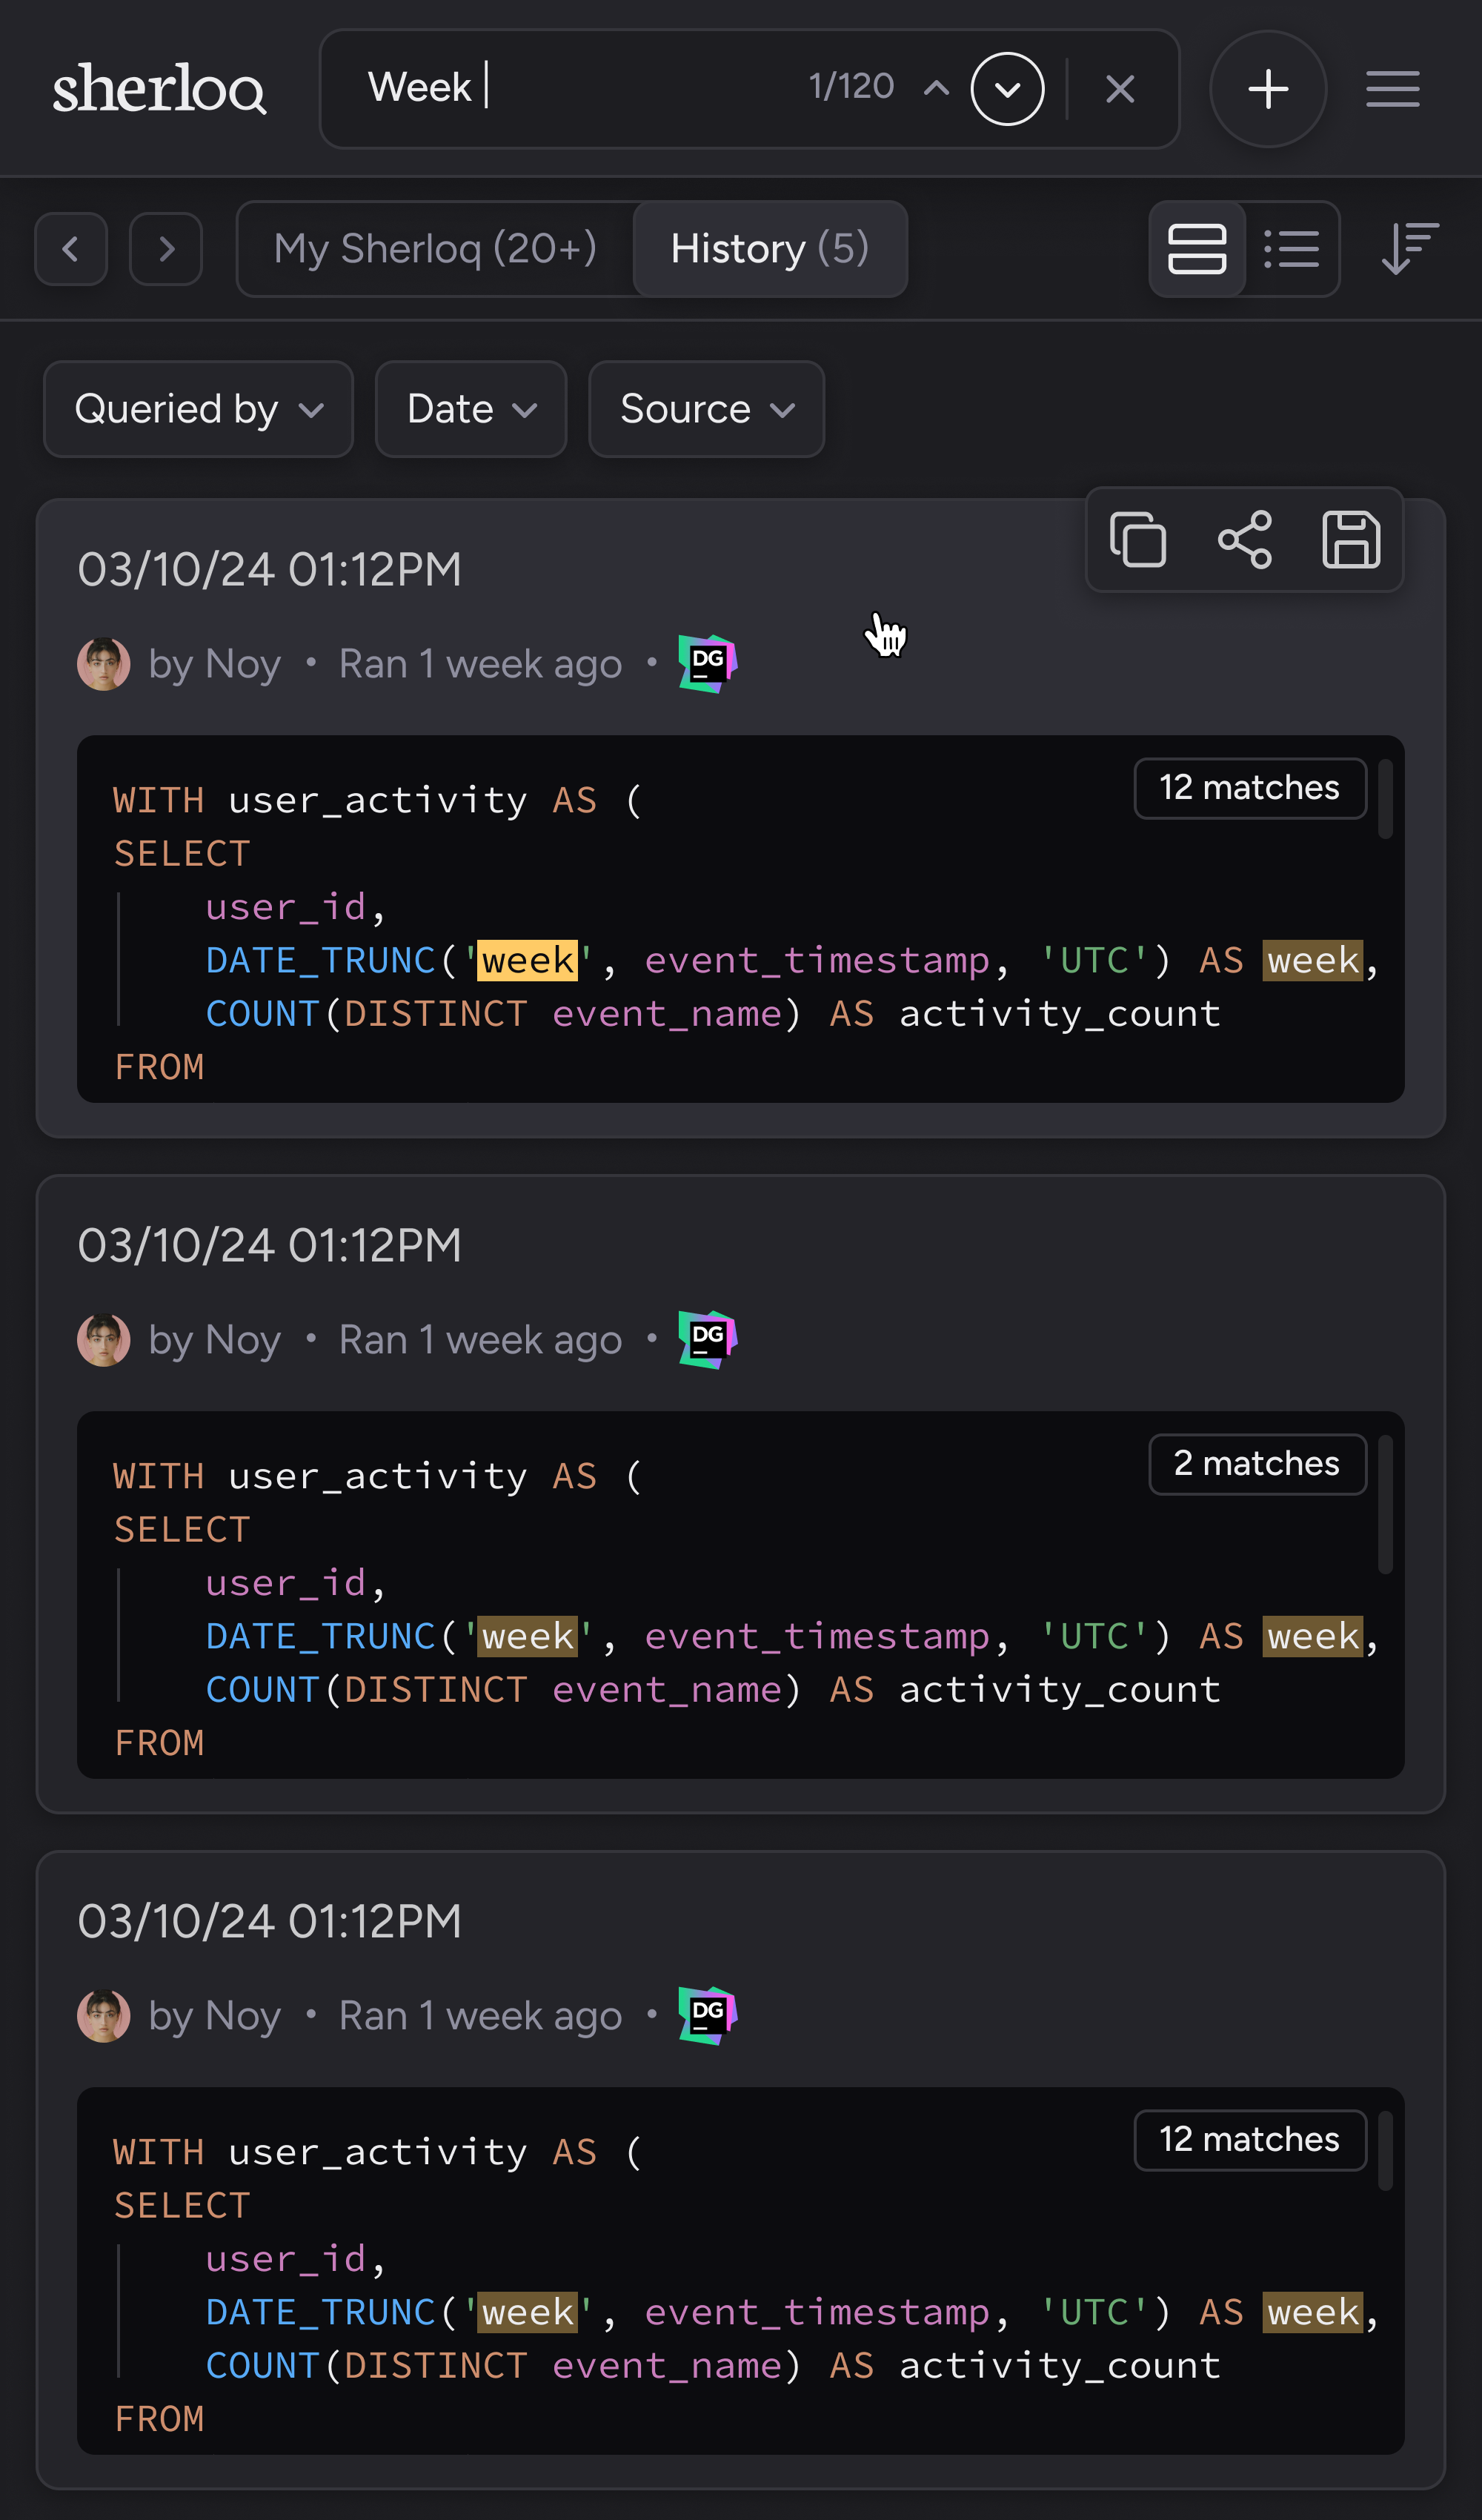 sherloq
Week 1/120
My Sherloq (20+) History (5)
Queried by Date Source
03/10/24 01:12PM
by Noy • Ran 1 week ago • DG
12 matches
WITH user_activity AS (
SELECT
user_id,
DATE_TRUNC('week', event_timestamp, 'UTC') AS week,
COUNT(DISTINCT event_name) AS activity_count
FROM
03/10/24 01:12PM
by Noy • Ran 1 week ago • DG
2 matches
WITH user_activity AS (
SELECT
user_id,
DATE_TRUNC('week', event_timestamp, 'UTC') AS week,
COUNT(DISTINCT event_name) AS activity_count
FROM
03/10/24 01:12PM
by Noy • Ran 1 week ago • DG
12 matches
WITH user_activity AS (
SELECT
user_id,
DATE_TRUNC('week', event_timestamp, 'UTC') AS week,
COUNT(DISTINCT event_name) AS activity_count
FROM